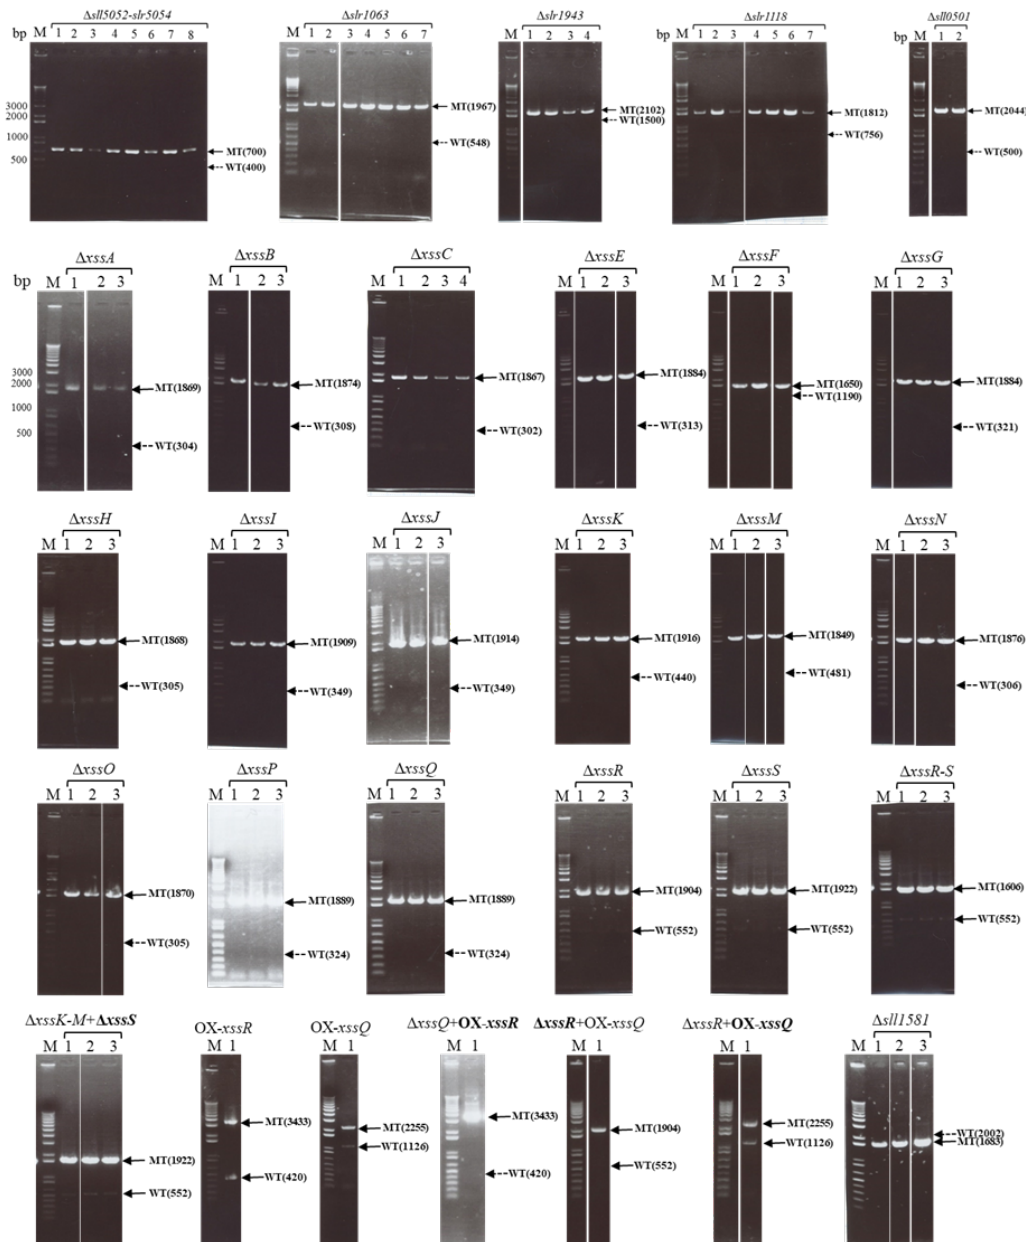 Δsll5052-slr5054 Δslr1063 Δslr1943 Δslr1118 Δsll0501
bp M 1 2 3 4 5 6 7 8 M 1 2 3 4 5 6 7 bp M 1 2 3 4 bp M 1 2 3 4 5 6 7 bp M 1 2
3000 MT(1967) MT(2102) MT(1812) MT(2044)
2000 WT(1500)
1000 WT(548) WT(756)
500 MT(700) WT(500)
WT(400)
ΔxssA ΔxssB ΔxssC ΔxssE ΔxssF ΔxssG
bp M 1 2 3 M 1 2 3 M 1 2 3 4 M 1 2 3 M 1 2 3 M 1 2 3
3000
2000 MT(1869) MT(1874) MT(1867) MT(1884) MT(1650) MT(1884)
1000 WT(1190)
500 WT(304) WT(308) WT(302) WT(313) WT(321)
ΔxssH ΔxssI ΔxssJ ΔxssK ΔxssM ΔxssN
M 1 2 3 M 1 2 3 M 1 2 3 M 1 2 3 M 1 2 3 M 1 2 3
MT(1868) MT(1909) MT(1914) MT(1916) MT(1849) MT(1876)
WT(305) WT(349) WT(349) WT(440) WT(481) WT(306)
ΔxssO ΔxssP ΔxssQ ΔxssR ΔxssS ΔxssR-S
M 1 2 3 M 1 2 3 M 1 2 3 M 1 2 3 M 1 2 3 M 1 2 3
MT(1870) MT(1889) MT(1889) MT(1904) MT(1922) MT(1606)
WT(305) WT(324) WT(324) WT(552) WT(552) WT(552)
ΔxssK-M+ΔxssS OX-xssR OX-xssQ ΔxssQ+OX-xssR ΔxssR+OX-xssQ ΔxssR+OX-xssQ Δsll1581
M 1 2 3 M 1 M 1 M 1 M 1 M 1 M 1 2 3
MT(1922) MT(3433) MT(2255) MT(3433) MT(1904) MT(2255) WT(2002)
WT(552) WT(420) WT(1126) WT(420) WT(552) WT(1126) MT(1683)